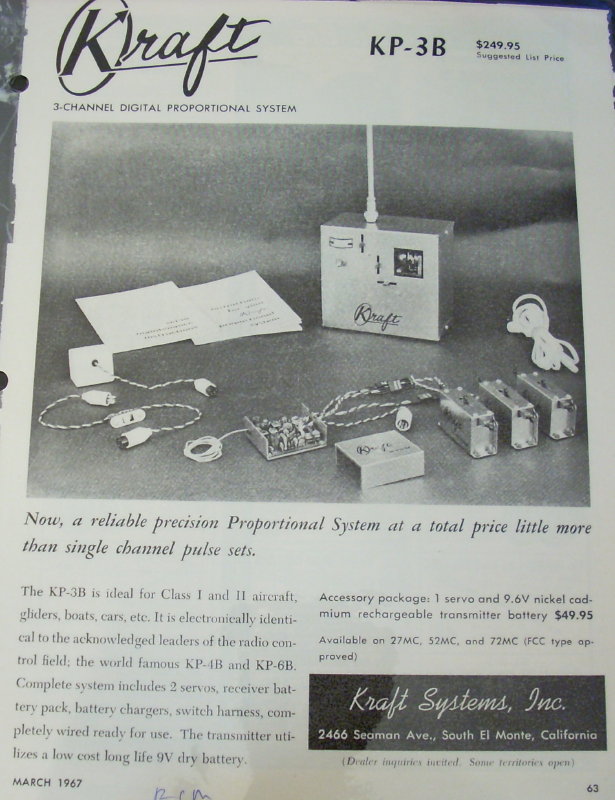 Kraft
KP-3B
$249.95
Suggested List Price
3-CHANNEL DIGITAL PROPORTIONAL SYSTEM
Kraft
Now, a reliable precision Proportional System at a total price little more
than single channel pulse sets.
The KP-3B is ideal for Class I and II aircraft,
gliders, boats, cars, etc. It is electronically identi-
cal to the acknowledged leaders of the radio con-
trol field; the world famous KP-4B and KP-6B.
Complete system includes 2 servos, receiver bat-
tery pack, battery chargers, switch harness, com-
pletely wired ready for use. The transmitter uti-
lizes a low cost long life 9V dry battery.
Accessory package: 1 servo and 9.6V nickel cad-
mium rechargeable transmitter battery $49.95
Available on 27MC, 52MC, and 72MC (FCC type ap-
proved)
Kraft Systems, Inc.
2466 Seaman Ave., South El Monte, California
(Dealer inquiries invited. Some territories open)
MARCH 1967
63